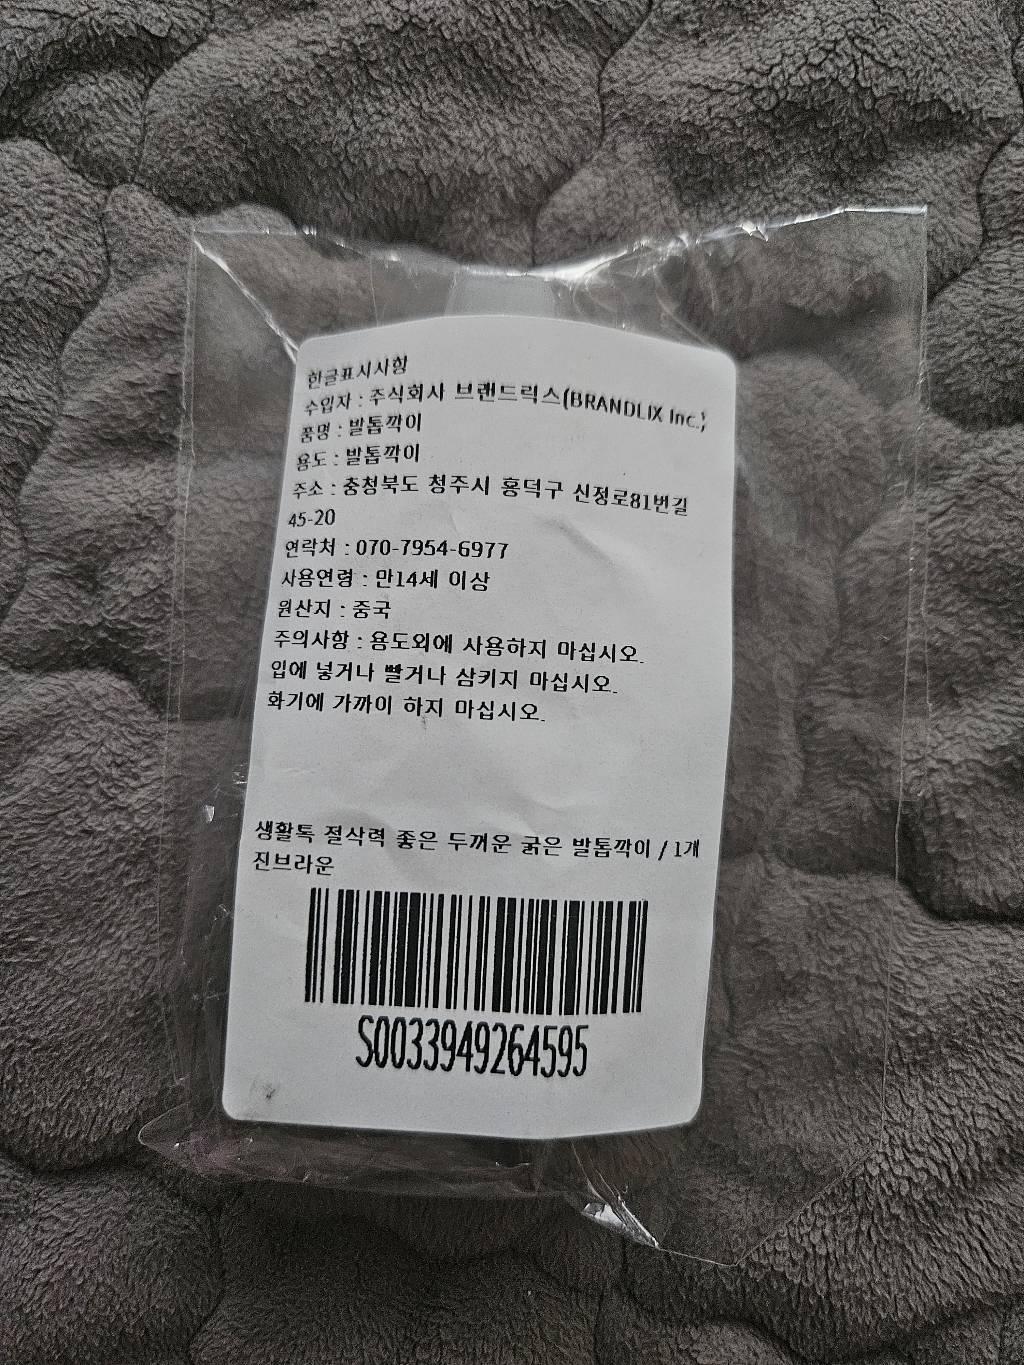 한글표시사항
수입자 : 주식회사 브랜드릭스(BRANDLIX Inc.)
품명 : 발톱깍이
용도 : 발톱깍이
주소 : 충청북도 청주시 흥덕구 신정로81번길
45-20
연락처 : 070-7954-6977
사용연령 : 만14세 이상
원산지 : 중국
주의사항 : 용도외에 사용하지 마십시오.
입에 넣거나 빨거나 삼키지 마십시오.
화기에 가까이 하지 마십시오.
생활톡 절삭력 좋은 두꺼운 굵은 발톱깍이 / 1개
진브라운
S0033949264595